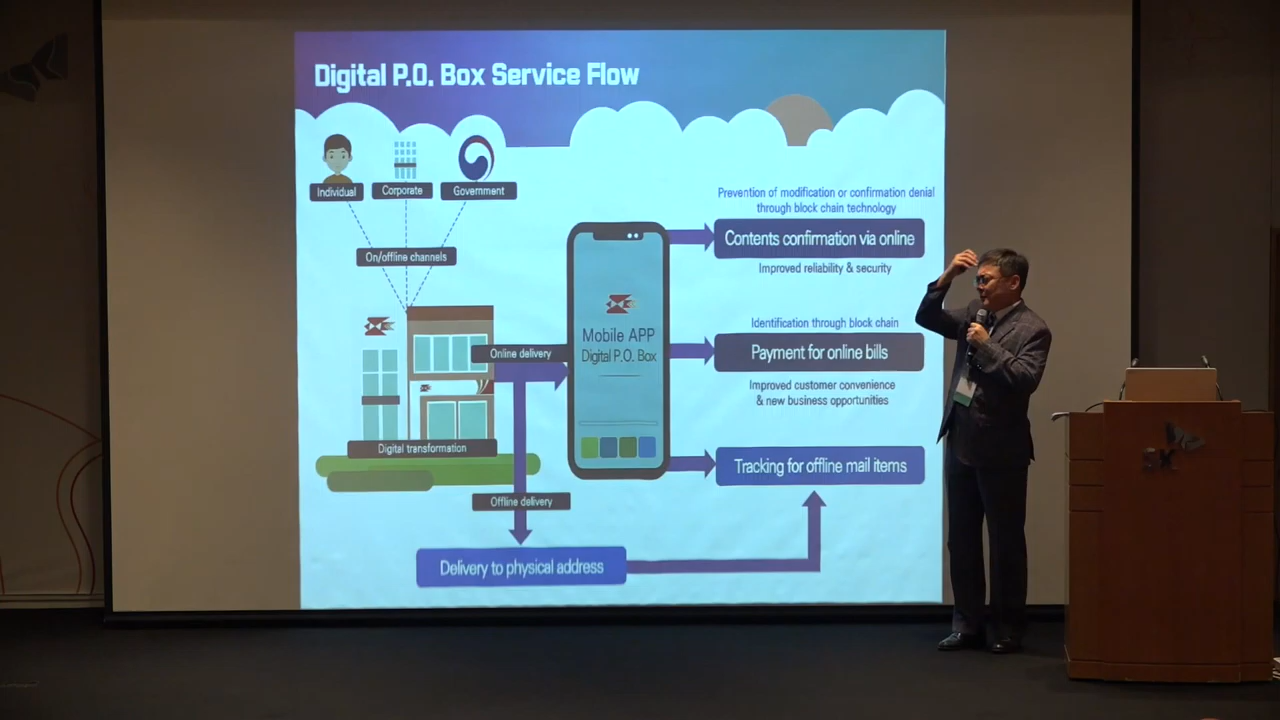 Digital P.O. Box Service Flow
Individual
Corporate
Government
On/offline channels
Digital transformation
Online delivery
Offline delivery
Delivery to physical address
Mobile APP
Digital P.O. Box
Prevention of modification or confirmation denial
through block chain technology
Contents confirmation via online
Improved reliability & security
Identification through block chain
Payment for online bills
Improved customer convenience
& new business opportunities
Tracking for offline mail items